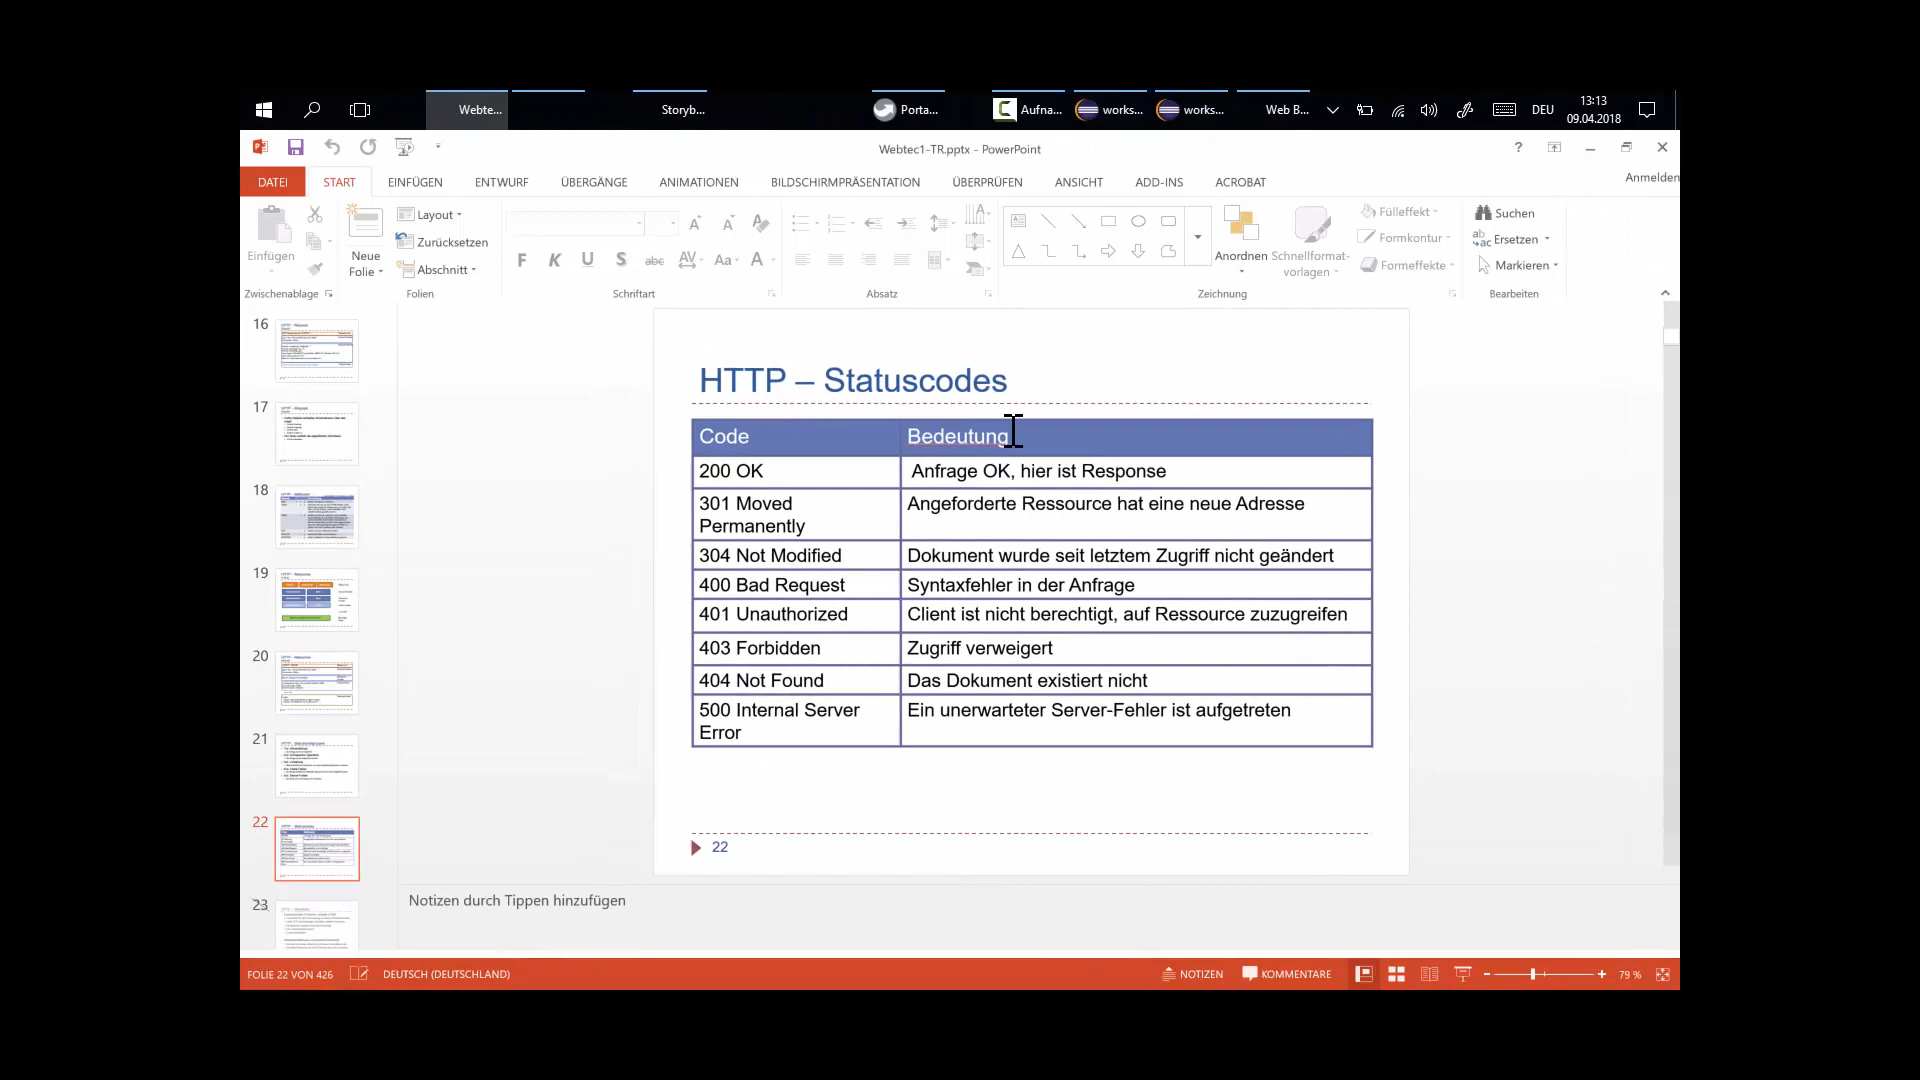 Webte...
Storyb...
Porta...
Aufna...
works...
works...
Web B...
DEU
13:13
09.04.2018
Webtec1-TR.pptx - PowerPoint
?
DATEI
START
EINFÜGEN
ENTWURF
ÜBERGÄNGE
ANIMATIONEN
BILDSCHIRMPRÄSENTATION
ÜBERPRÜFEN
ANSICHT
ADD-INS
ACROBAT
Anmelden
Einfügen
Zwischenablage
Neue
Folie
Layout
Zurücksetzen
Abschnitt
Folien
F K U S abc AV Aa A
Schriftart
Absatz
Anordnen
Schnellformat-
vorlagen
Fülleffekt
Formkontur
Formeffekte
Zeichnung
Suchen
Ersetzen
Markieren
Bearbeiten
16
17
18
19
20
21
22
23
HTTP – Statuscodes
Code Bedeutung
200 OK Anfrage OK, hier ist Response
301 Moved Angeforderte Ressource hat eine neue Adresse
Permanently
304 Not Modified Dokument wurde seit letztem Zugriff nicht geändert
400 Bad Request Syntaxfehler in der Anfrage
401 Unauthorized Client ist nicht berechtigt, auf Ressource zuzugreifen
403 Forbidden Zugriff verweigert
404 Not Found Das Dokument existiert nicht
500 Internal Server Ein unerwarteter Server-Fehler ist aufgetreten
Error
22
Notizen durch Tippen hinzufügen
FOLIE 22 VON 426
DEUTSCH (DEUTSCHLAND)
NOTIZEN
KOMMENTARE
79 %